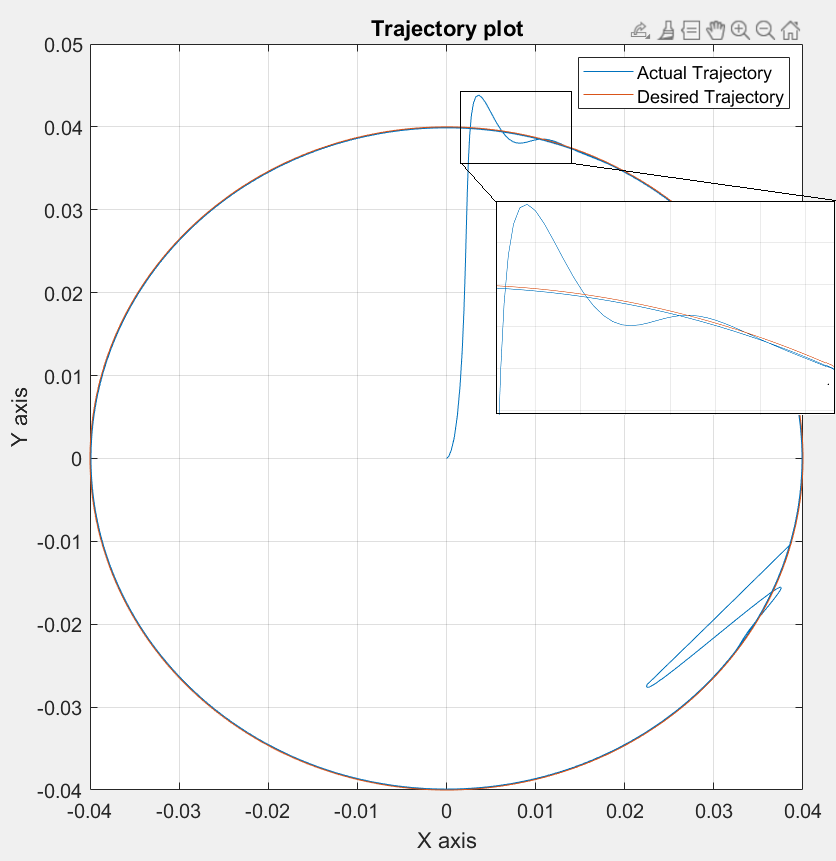 Trajectory plot
0.05
Actual Trajectory
Desired Trajectory
0.04
0.03
0.02
0.01
Y axis
0
-0.01
-0.02
-0.03
-0.04
-0.04 -0.03 -0.02 -0.01 0 0.01 0.02 0.03 0.04
X axis